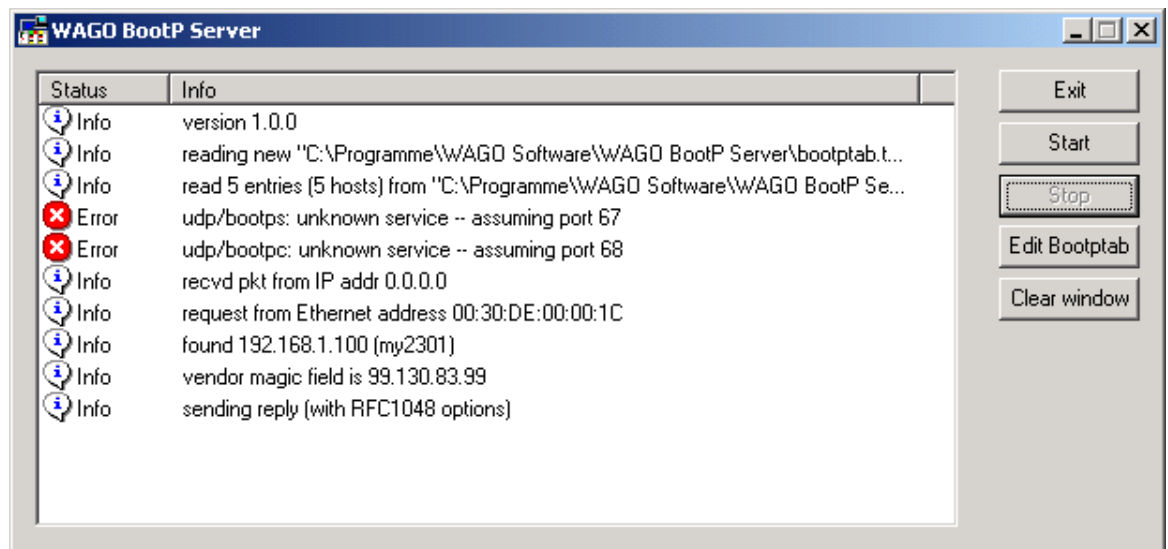 WAGO BootP Server
Status Info
Info version 1.0.0
Info reading new "C:\Programme\WAGO Software\WAGO BootP Server\bootptab.t...
Info read 5 entries (5 hosts) from "C:\Programme\WAGO Software\WAGO BootP Se...
Error udp/bootps: unknown service -- assuming port 67
Error udp/bootpc: unknown service -- assuming port 68
Info recvd pkt from IP addr 0.0.0.0
Info request from Ethernet address 00:30:DE:00:00:1C
Info found 192.168.1.100 (my2301)
Info vendor magic field is 99.130.83.99
Info sending reply (with RFC1048 options)
Exit
Start
Stop
Edit Bootptab
Clear window